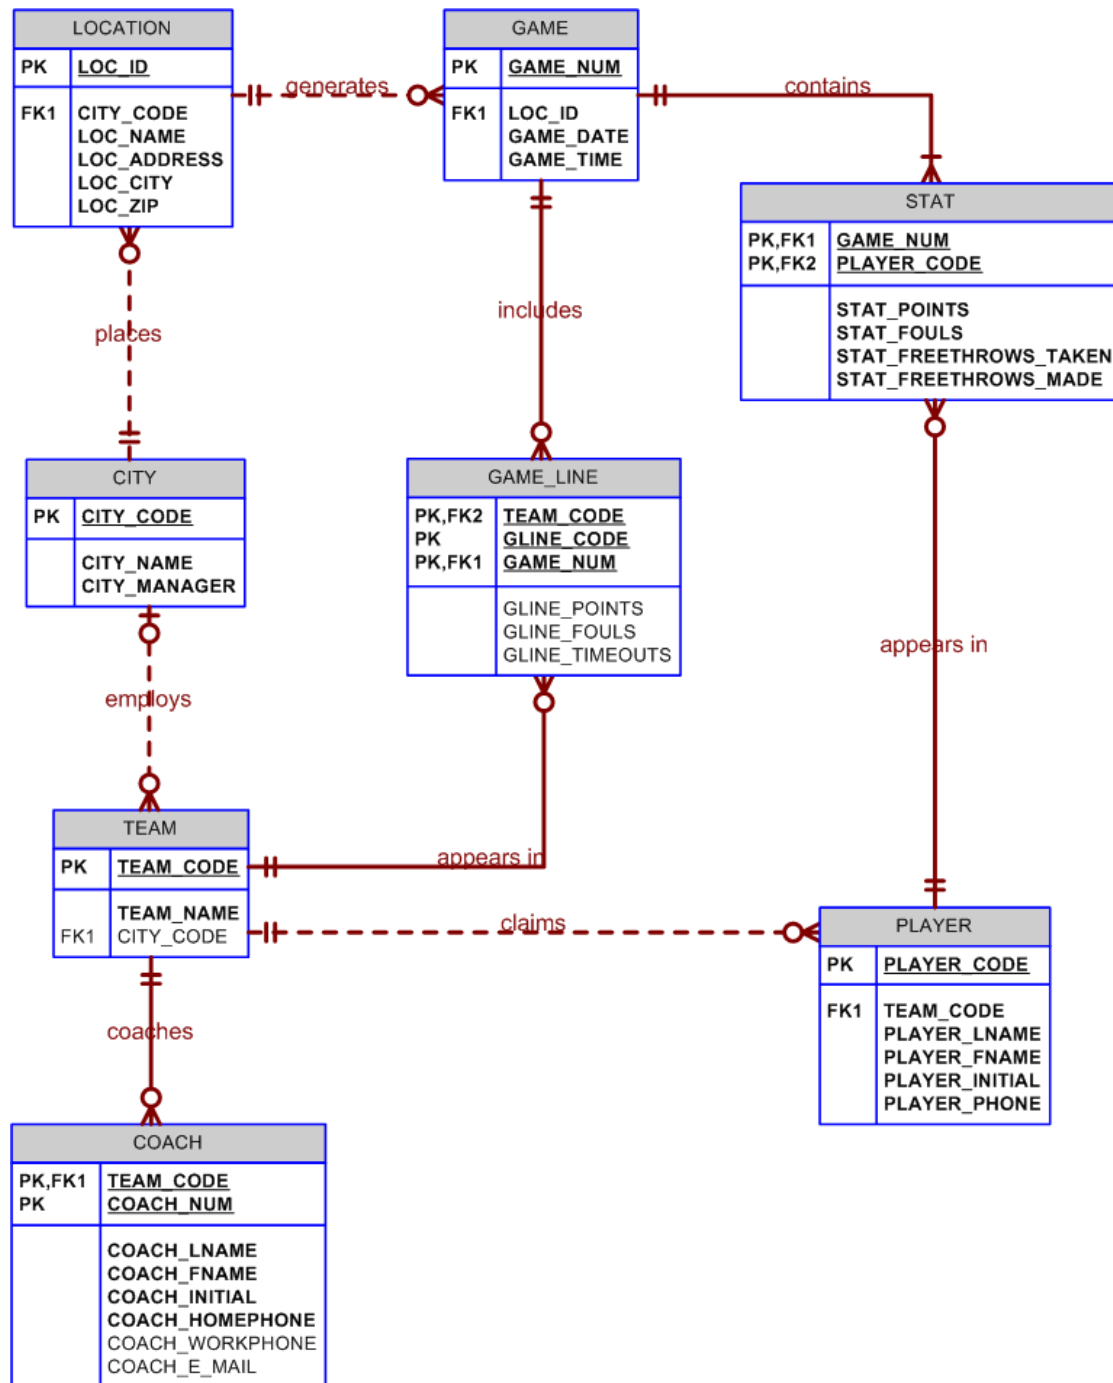 LOCATION
PK LOC_ID
FK1 CITY_CODE
LOC_NAME
LOC_ADDRESS
LOC_CITY
LOC_ZIP
generates
GAME
PK GAME_NUM
FK1 LOC_ID
GAME_DATE
GAME_TIME
contains
STAT
PK,FK1 GAME_NUM
PK,FK2 PLAYER_CODE
STAT_POINTS
STAT_FOULS
STAT_FREETHROWS_TAKEN
STAT_FREETHROWS_MADE
places
includes
CITY
PK CITY_CODE
CITY_NAME
CITY_MANAGER
GAME_LINE
PK,FK2 TEAM_CODE
PK GLINE_CODE
PK,FK1 GAME_NUM
GLINE_POINTS
GLINE_FOULS
GLINE_TIMEOUTS
appears in
employs
TEAM
PK TEAM_CODE
TEAM_NAME
FK1 CITY_CODE
appears in
claims
PLAYER
PK PLAYER_CODE
FK1 TEAM_CODE
PLAYER_LNAME
PLAYER_FNAME
PLAYER_INITIAL
PLAYER_PHONE
coaches
COACH
PK,FK1 TEAM_CODE
PK COACH_NUM
COACH_LNAME
COACH_FNAME
COACH_INITIAL
COACH_HOMEPHONE
COACH_WORKPHONE
COACH_E_MAIL